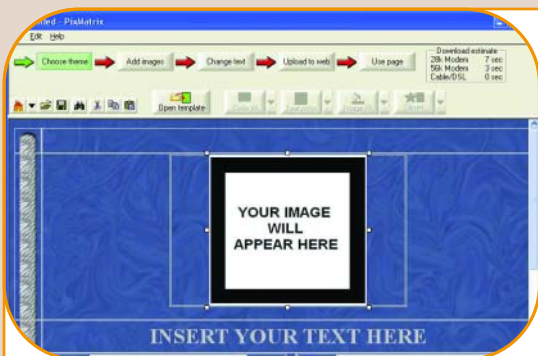 - PixMatrix
Edit Help
Choose theme Add images Change text Upload to web Use page
Download estimate
28k Modem 7 sec
56k Modem 3 sec
Cable/DSL 0 sec
Open template
YOUR IMAGE
WILL
APPEAR HERE
INSERT YOUR TEXT HERE